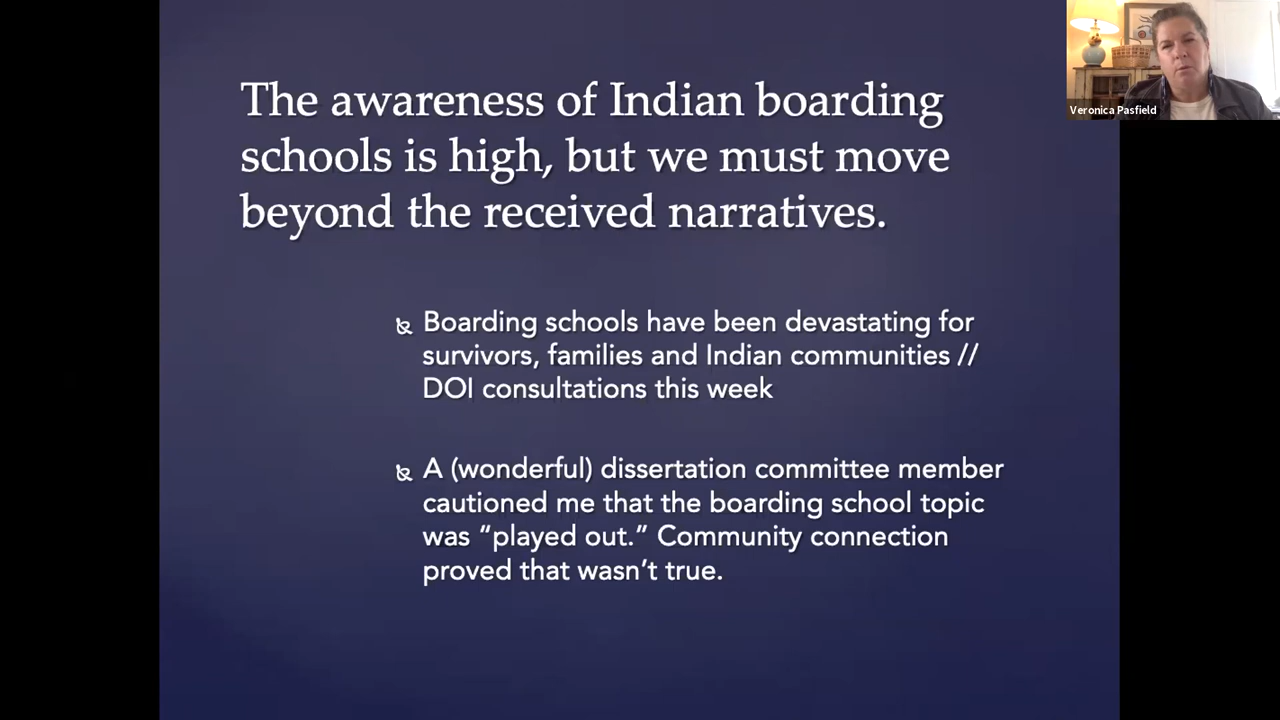 The awareness of Indian boarding
schools is high, but we must move
beyond the received narratives.
Boarding schools have been devastating for
survivors, families and Indian communities //
DOI consultations this week
A (wonderful) dissertation committee member
cautioned me that the boarding school topic
was “played out.” Community connection
proved that wasn’t true.
Veronica Pasfield